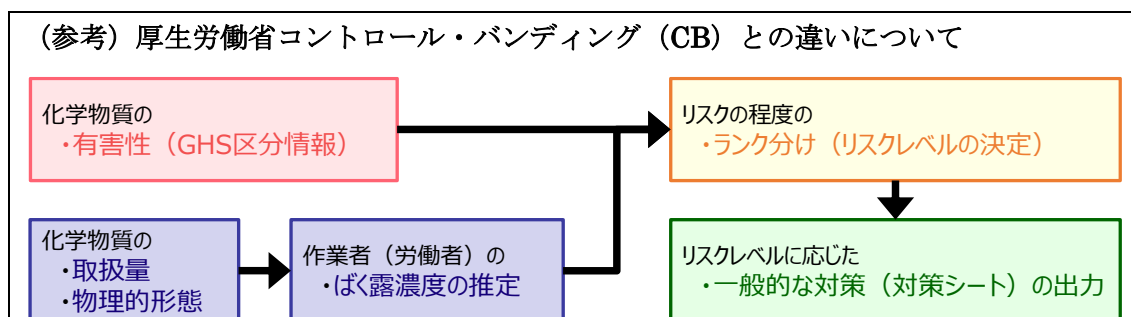 （参考）厚生労働省コントロール・バンディング（CB）との違いについて
化学物質の
・有害性（GHS区分情報）
リスクの程度の
・ランク分け（リスクレベルの決定）
化学物質の
・取扱量
・物理的形態
作業者（労働者）の
・ばく露濃度の推定
リスクレベルに応じた
・一般的な対策（対策シート）の出力